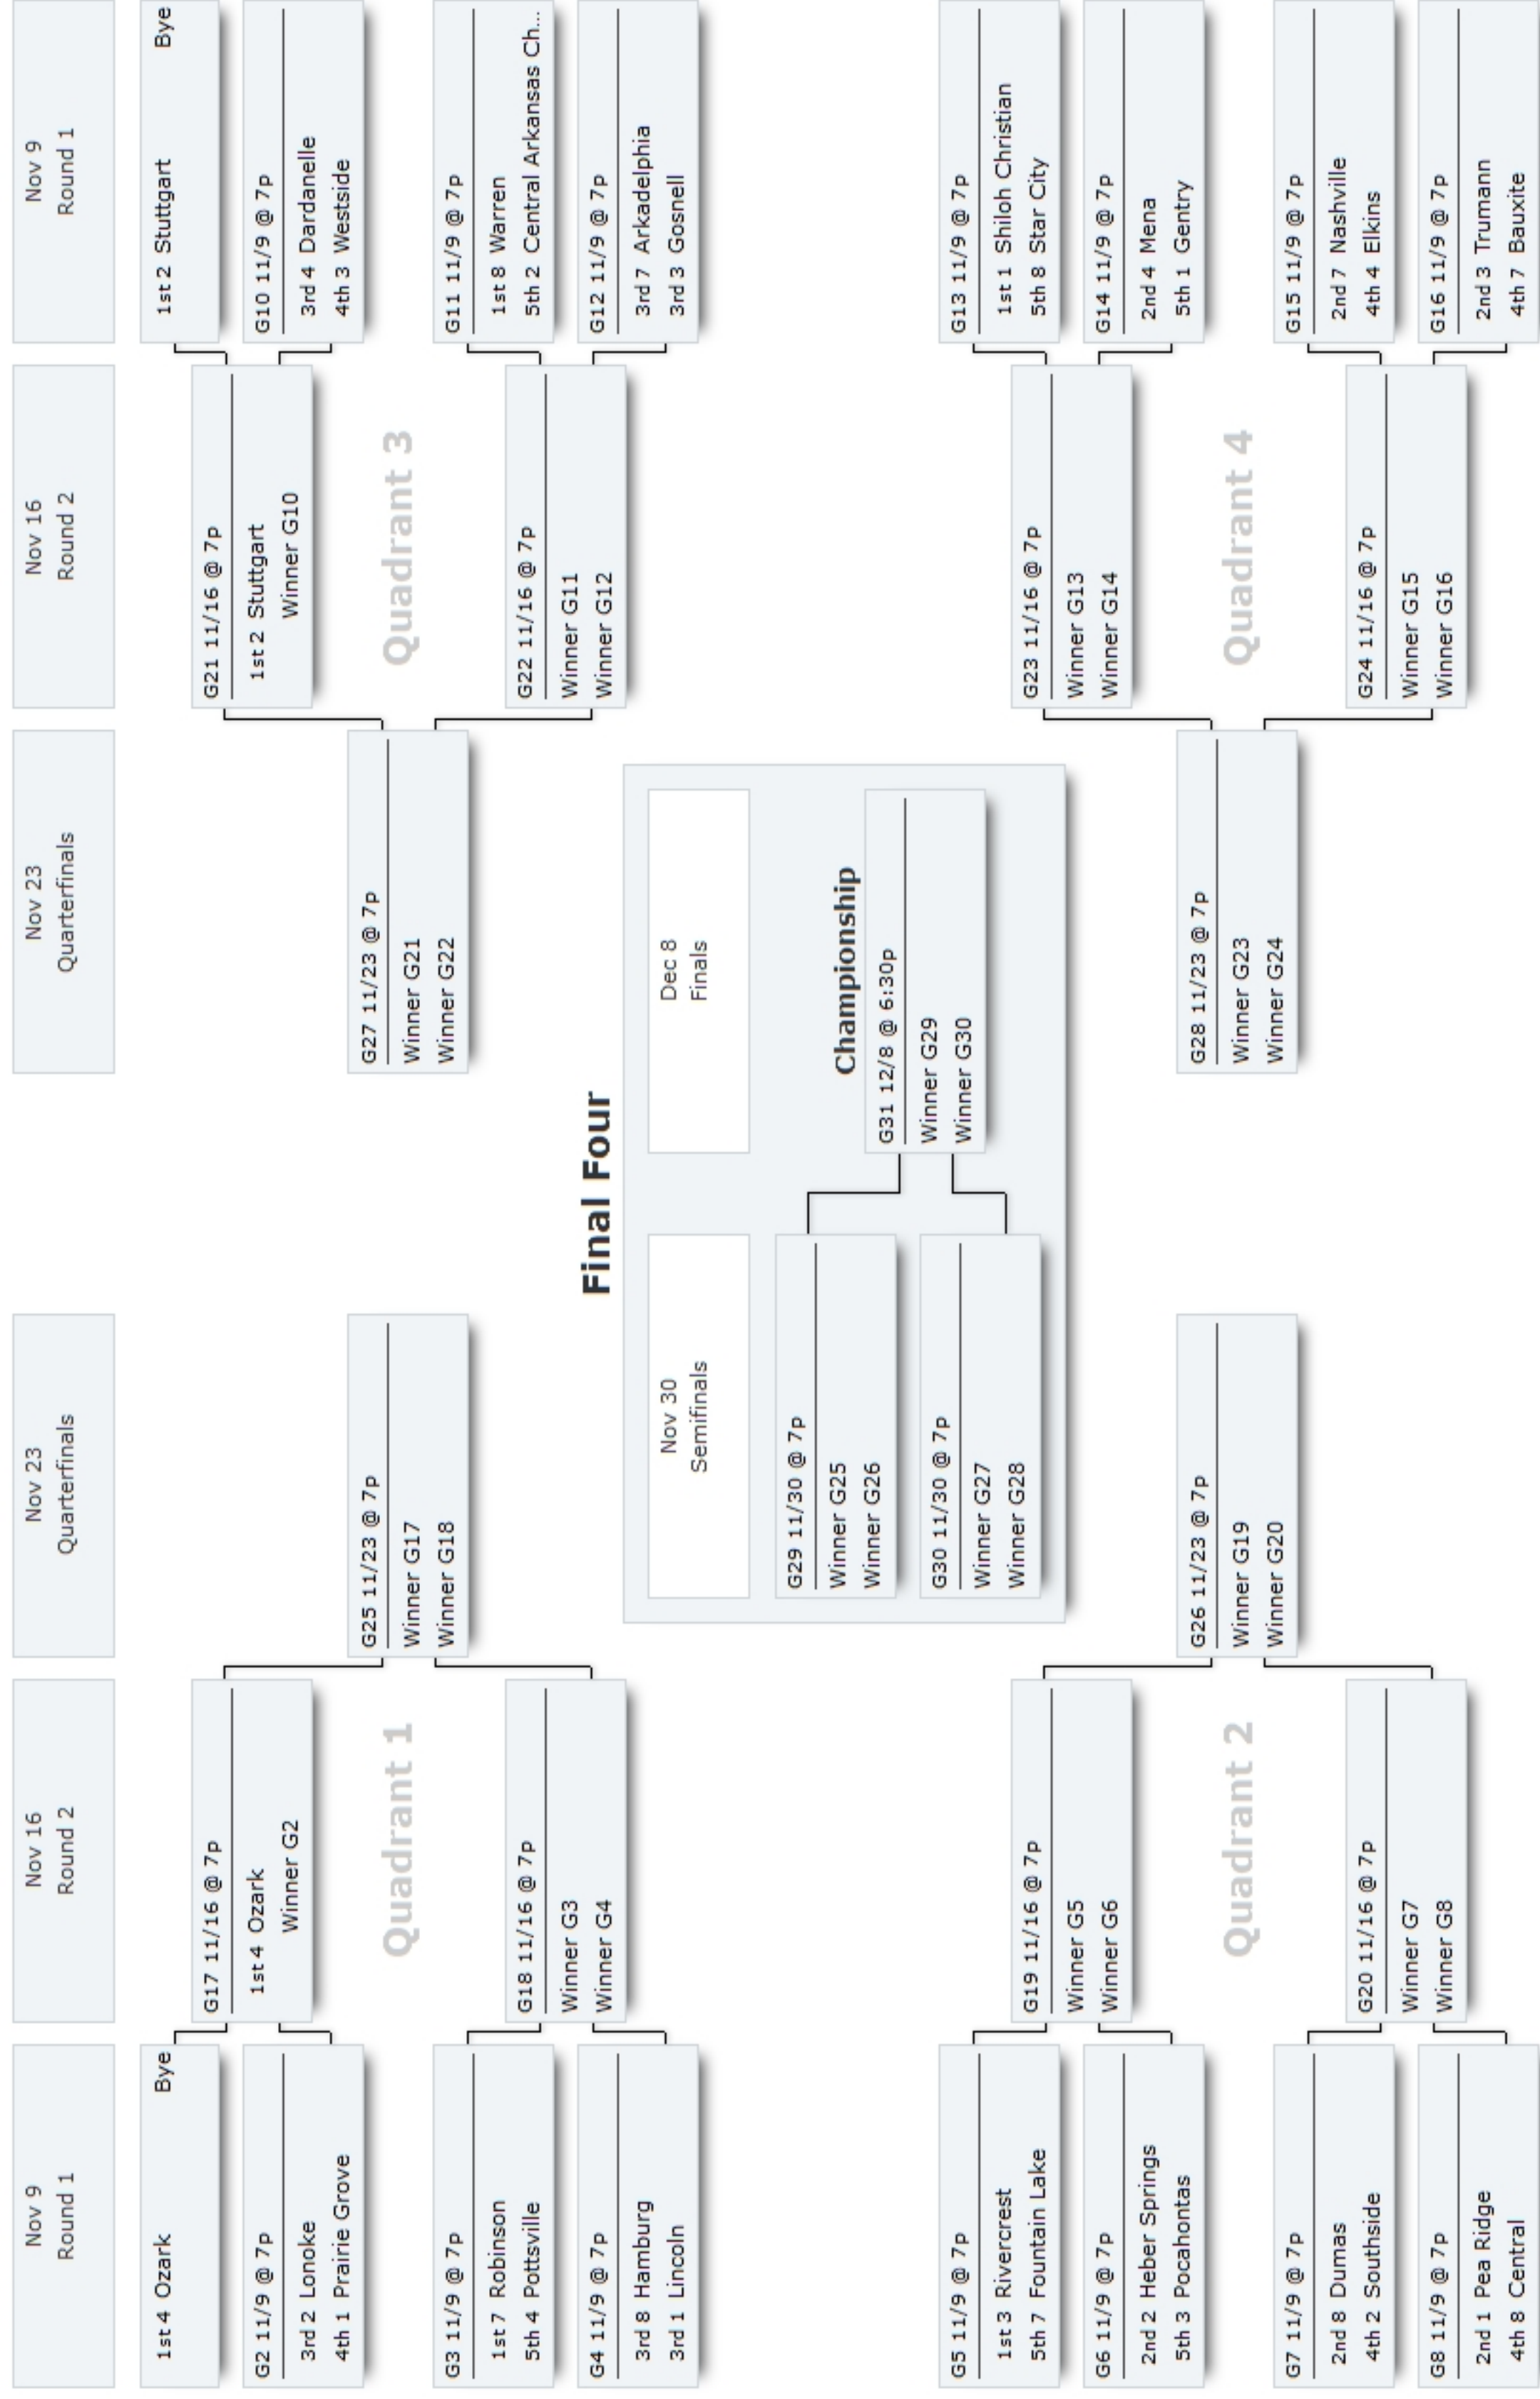 Nov 9
Round 1
Nov 16
Round 2
Nov 23
Quarterfinals
Nov 23
Quarterfinals
Nov 16
Round 2
Nov 9
Round 1
1st 4 Ozark Bye
G2 11/9 @ 7p
3rd 2 Lonoke
4th 1 Prairie Grove
G17 11/16 @ 7p
1st 4 Ozark
Winner G2
Quadrant 1
G3 11/9 @ 7p
1st 7 Robinson
5th 4 Pottsville
G4 11/9 @ 7p
3rd 8 Hamburg
3rd 1 Lincoln
G18 11/16 @ 7p
Winner G3
Winner G4
G25 11/23 @ 7p
Winner G17
Winner G18
G27 11/23 @ 7p
Winner G21
Winner G22
G21 11/16 @ 7p
1st 2 Stuttgart
Winner G10
Quadrant 3
G22 11/16 @ 7p
Winner G11
Winner G12
1st 2 Stuttgart Bye
G10 11/9 @ 7p
3rd 4 Dardanelle
4th 3 Westside
G11 11/9 @ 7p
1st 8 Warren
5th 2 Central Arkansas Ch...
G12 11/9 @ 7p
3rd 7 Arkadelphia
3rd 3 Gosnell
Final Four
Nov 30
Semifinals
Dec 8
Finals
G29 11/30 @ 7p
Winner G25
Winner G26
G30 11/30 @ 7p
Winner G27
Winner G28
Championship
G31 12/8 @ 6:30p
Winner G29
Winner G30
G5 11/9 @ 7p
1st 3 Rivercrest
5th 7 Fountain Lake
G6 11/9 @ 7p
2nd 2 Heber Springs
5th 3 Pocahontas
G19 11/16 @ 7p
Winner G5
Winner G6
Quadrant 2
G7 11/9 @ 7p
2nd 8 Dumas
4th 2 Southside
G8 11/9 @ 7p
2nd 1 Pea Ridge
4th 8 Central
G20 11/16 @ 7p
Winner G7
Winner G8
G26 11/23 @ 7p
Winner G19
Winner G20
G28 11/23 @ 7p
Winner G23
Winner G24
G23 11/16 @ 7p
Winner G13
Winner G14
Quadrant 4
G24 11/16 @ 7p
Winner G15
Winner G16
G13 11/9 @ 7p
1st 1 Shiloh Christian
5th 8 Star City
G14 11/9 @ 7p
2nd 4 Mena
5th 1 Gentry
G15 11/9 @ 7p
2nd 7 Nashville
4th 4 Elkins
G16 11/9 @ 7p
2nd 3 Trumann
4th 7 Bauxite